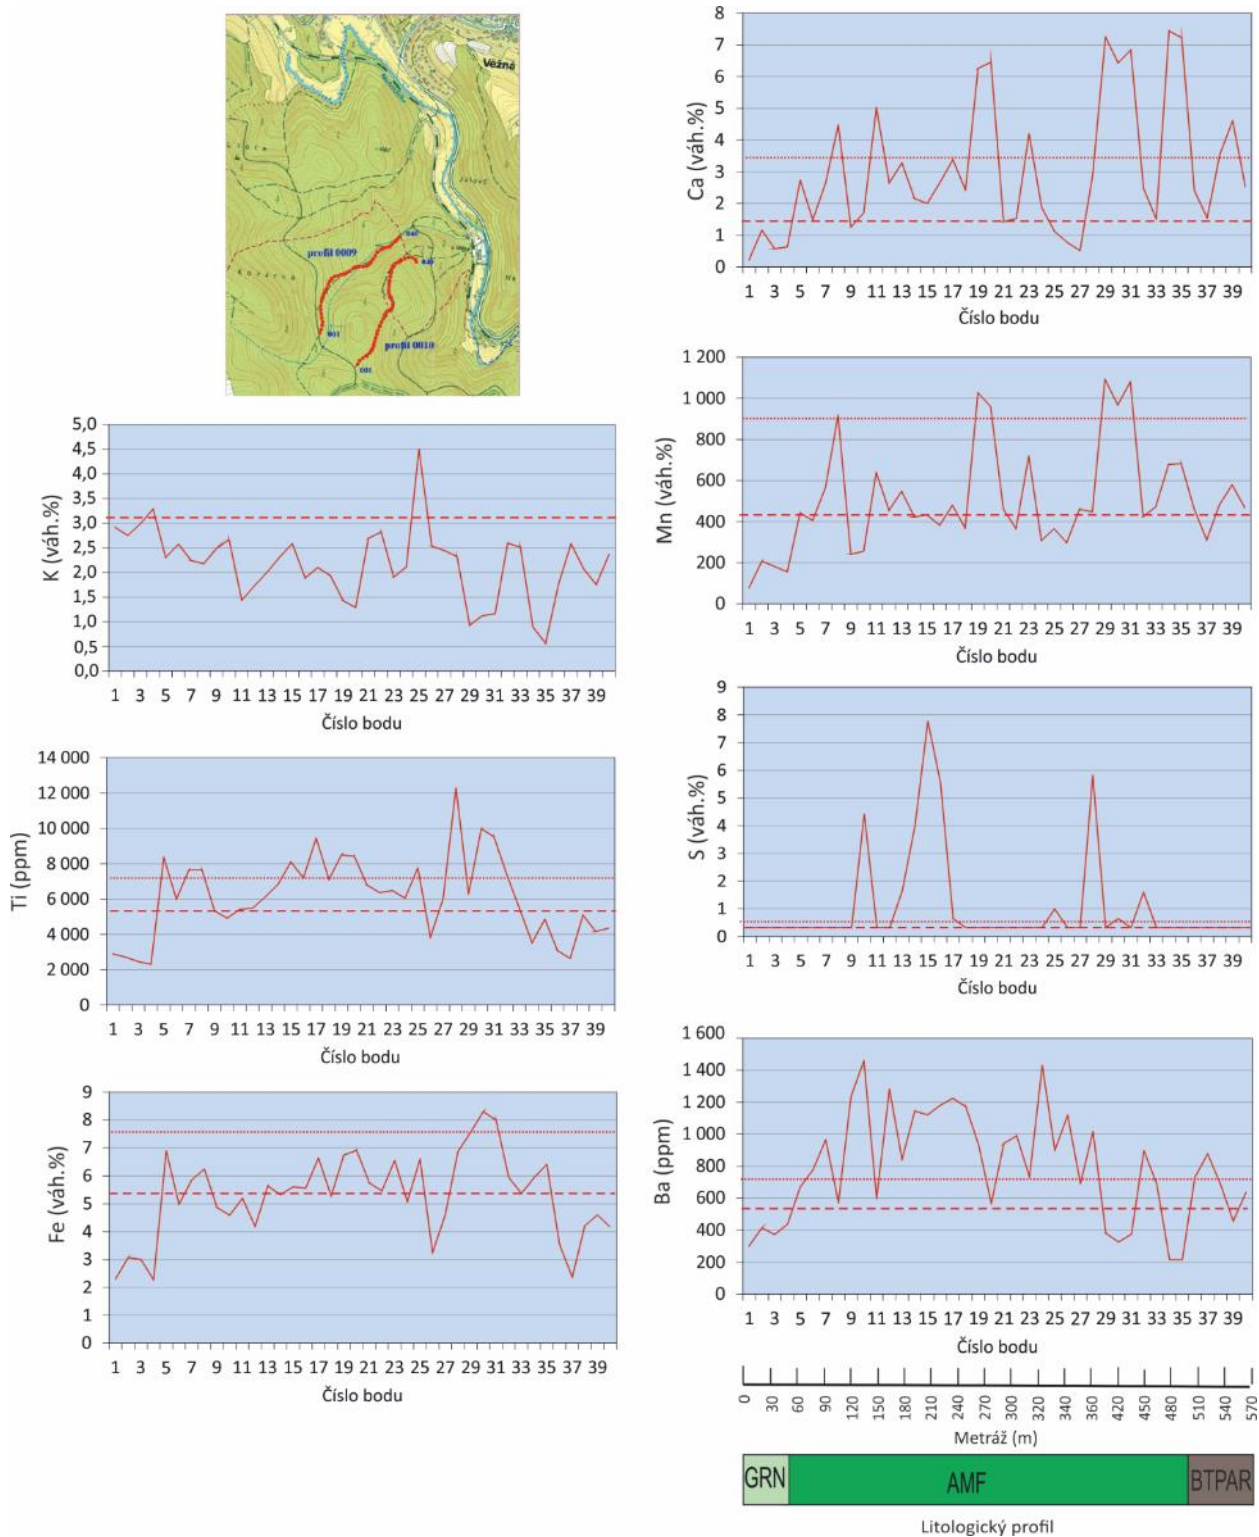 Věžná
profil 0009
040
040
001
profil 0010
001
Ca (váh.%)
8
7
6
5
4
3
2
1
0
1 3 5 7 9 11 13 15 17 19 21 23 25 27 29 31 33 35 37 39
Číslo bodu
Mn (váh.%)
1 200
1 000
800
600
400
200
0
1 3 5 7 9 11 13 15 17 19 21 23 25 27 29 31 33 35 37 39
Číslo bodu
K (váh.%)
5,0
4,5
4,0
3,5
3,0
2,5
2,0
1,5
1,0
0,5
0,0
1 3 5 7 9 11 13 15 17 19 21 23 25 27 29 31 33 35 37 39
Číslo bodu
S (váh.%)
9
8
7
6
5
4
3
2
1
0
1 3 5 7 9 11 13 15 17 19 21 23 25 27 29 31 33 35 37 39
Číslo bodu
Ti (ppm)
14 000
12 000
10 000
8 000
6 000
4 000
2 000
0
1 3 5 7 9 11 13 15 17 19 21 23 25 27 29 31 33 35 37 39
Číslo bodu
Ba (ppm)
1 600
1 400
1 200
1 000
800
600
400
200
0
1 3 5 7 9 11 13 15 17 19 21 23 25 27 29 31 33 35 37 39
Číslo bodu
Fe (váh.%)
9
8
7
6
5
4
3
2
1
0
1 3 5 7 9 11 13 15 17 19 21 23 25 27 29 31 33 35 37 39
Číslo bodu
0 30 60 90 120 150 180 210 240 270 300 320 340 360 420 460 480 510 540 570
Metráž (m)
GRN AMF BTPAR
Litologický profil